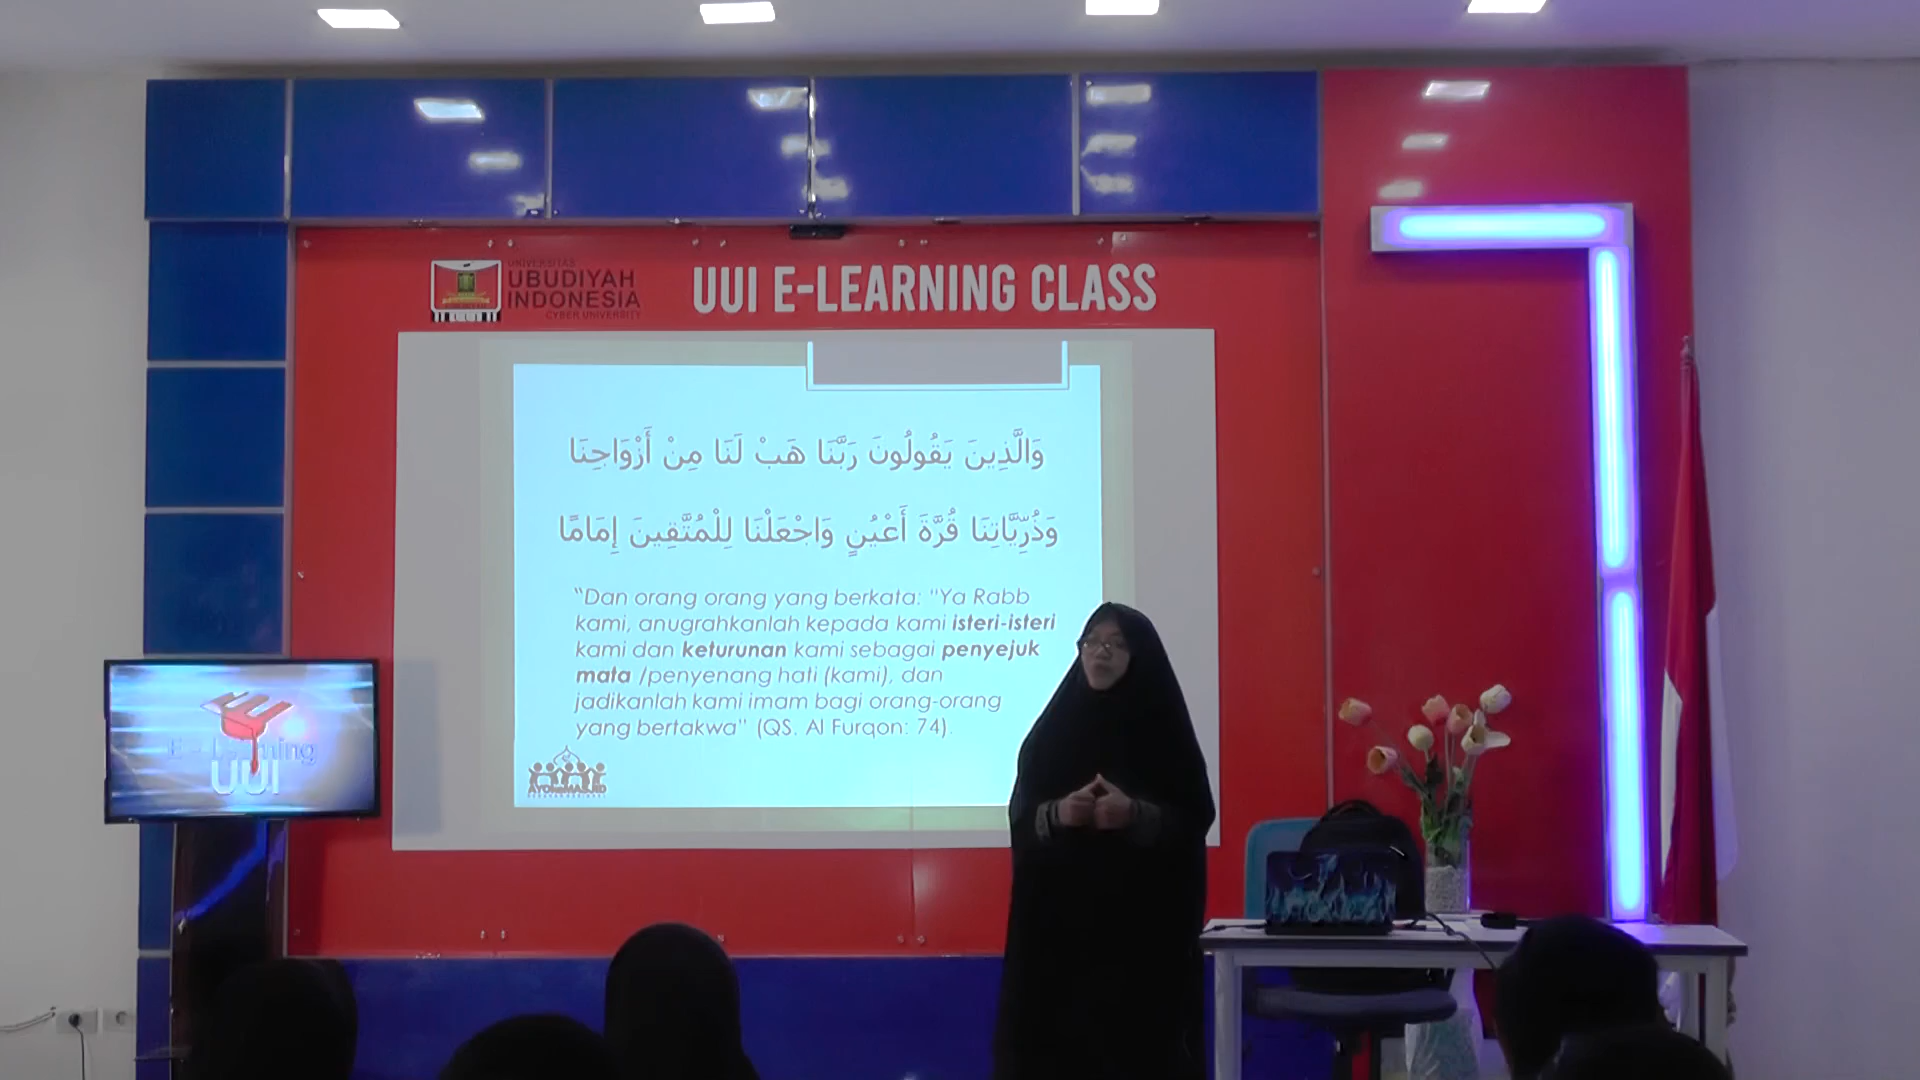 UNIVERSITAS
UBUDIYAH
INDONESIA
CYBER UNIVERSITY
UUI E-LEARNING CLASS
وَالَّذِينَ يَقُولُونَ رَبَّنَا هَبْ لَنَا مِنْ أَزْوَاجِنَا
وَذُرِّيَّاتِنَا قُرَّةَ أَعْيُنٍ وَاجْعَلْنَا لِلْمُتَّقِينَ إِمَامًا
"Dan orang orang yang berkata: "Ya Rabb
kami, anugrahkanlah kepada kami isteri-isteri
kami dan keturunan kami sebagai penyejuk
mata /penyenang hati (kami), dan
jadikanlah kami imam bagi orang-orang
yang bertakwa" (QS. Al Furqon: 74).
E - Learning
UUI